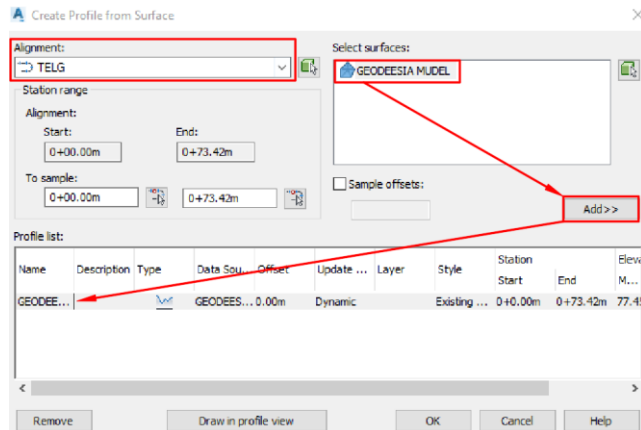 Create Profile from Surface
Alignment:
TELG
Select surfaces:
GEODEESIA MUDEL
Station range
Alignment:
Start: End:
0+00.00m 0+73.42m
To sample:
0+00.00m 0+73.42m
Sample offsets:
Add>>
Profile list:
Name Description Type Data Sou... Offset Update ... Layer Style Station Start End Eleva M...
GEODEE... GEODEES... 0.00m Dynamic Existing ... 0+0.00m 0+73.42m 77.45
Remove Draw in profile view OK Cancel Help